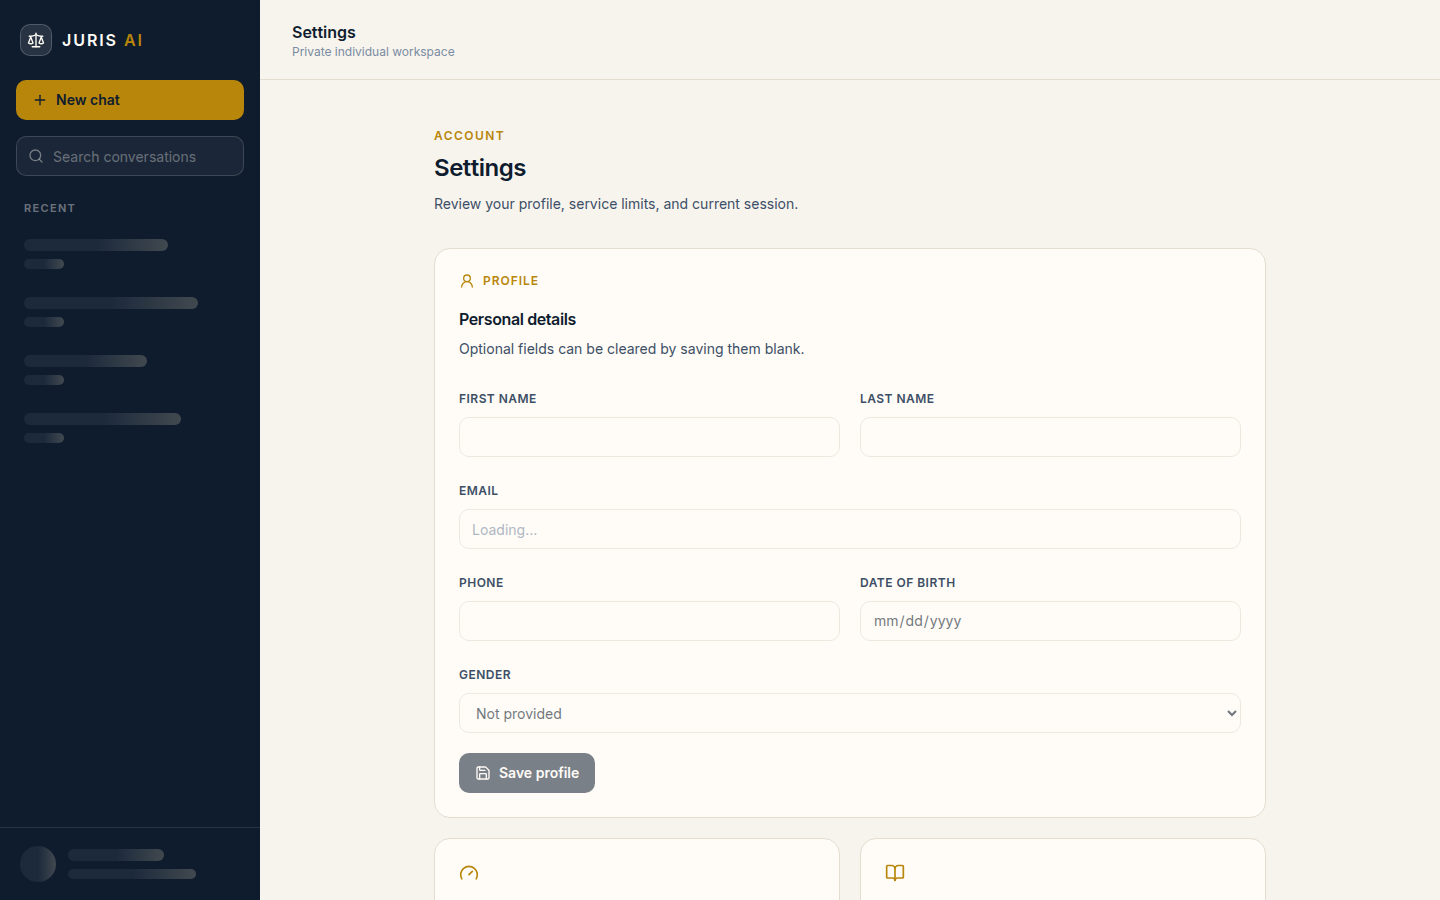 JURIS AI
New chat
Search conversations
RECENT
Settings
Private individual workspace
ACCOUNT
Settings
Review your profile, service limits, and current session.
PROFILE
Personal details
Optional fields can be cleared by saving them blank.
FIRST NAME
LAST NAME
EMAIL
Loading...
PHONE
DATE OF BIRTH
mm/dd/yyyy
GENDER
Not provided
Save profile